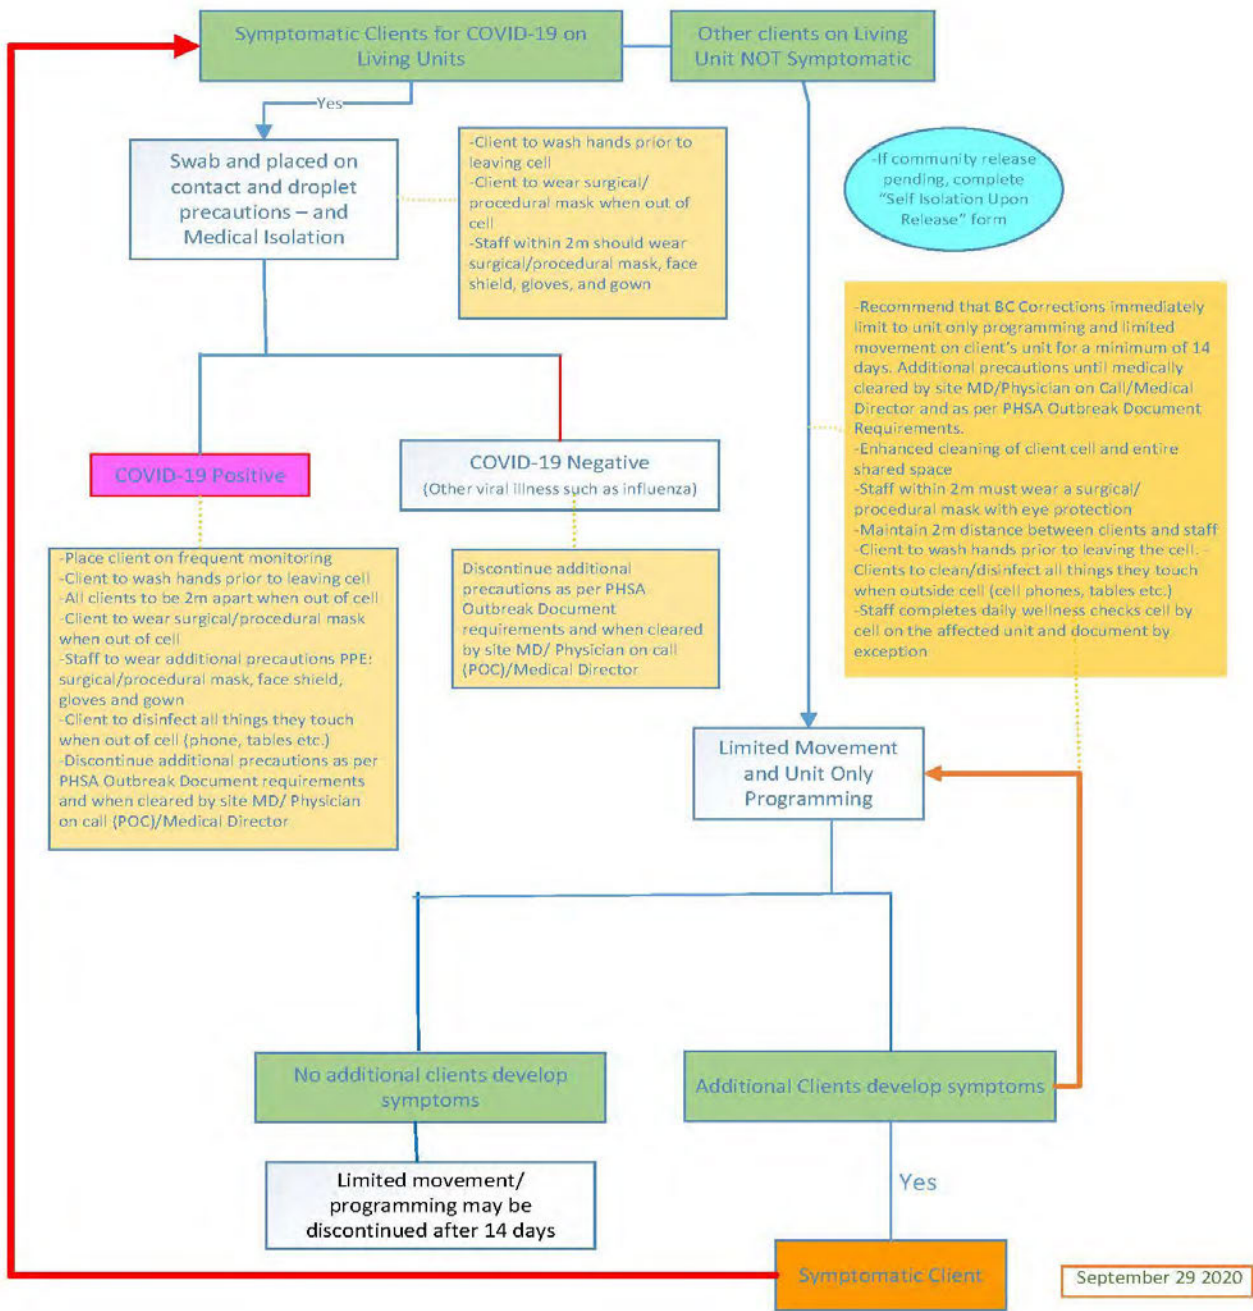 Symptomatic Clients for COVID-19 on
Living Units
Other clients on Living
Unit NOT Symptomatic
Yes
Swab and placed on
contact and droplet
precautions – and
Medical Isolation
-Client to wash hands prior to
leaving cell
-Client to wear surgical/
procedural mask when out of
cell
-Staff within 2m should wear
surgical/procedural mask, face
shield, gloves, and gown
-If community release
pending, complete
“Self Isolation Upon
Release” form
-Recommend that BC Corrections immediately
limit to unit only programming and limited
movement on client’s unit for a minimum of 14
days. Additional precautions until medically
cleared by site MD/Physician on Call/Medical
Director and as per PHSA Outbreak Document
Requirements.
-Enhanced cleaning of client cell and entire
shared space
-Staff within 2m must wear a surgical/
procedural mask with eye protection
-Maintain 2m distance between clients and staff
-Client to wash hands prior to leaving the cell. -
Clients to clean/disinfect all things they touch
when outside cell (cell phones, tables etc.)
-Staff completes daily wellness checks cell by
cell on the affected unit and document by
exception
COVID-19 Positive
COVID-19 Negative
(Other viral illness such as influenza)
-Place client on frequent monitoring
-Client to wash hands prior to leaving cell
-All clients to be 2m apart when out of cell
-Client to wear surgical/procedural mask
when out of cell
-Staff to wear additional precautions PPE:
surgical/procedural mask, face shield,
gloves and gown
-Client to disinfect all things they touch
when out of cell (phone, tables etc.)
-Discontinue additional precautions as per
PHSA Outbreak Document requirements
and when cleared by site MD/ Physician
on call (POC)/Medical Director
Discontinue additional
precautions as per PHSA
Outbreak Document
requirements and when cleared
by site MD/ Physician on call
(POC)/Medical Director
Limited Movement
and Unit Only
Programming
No additional clients develop
symptoms
Additional Clients develop symptoms
Limited movement/
programming may be
discontinued after 14 days
Yes
Symptomatic Client
September 29 2020